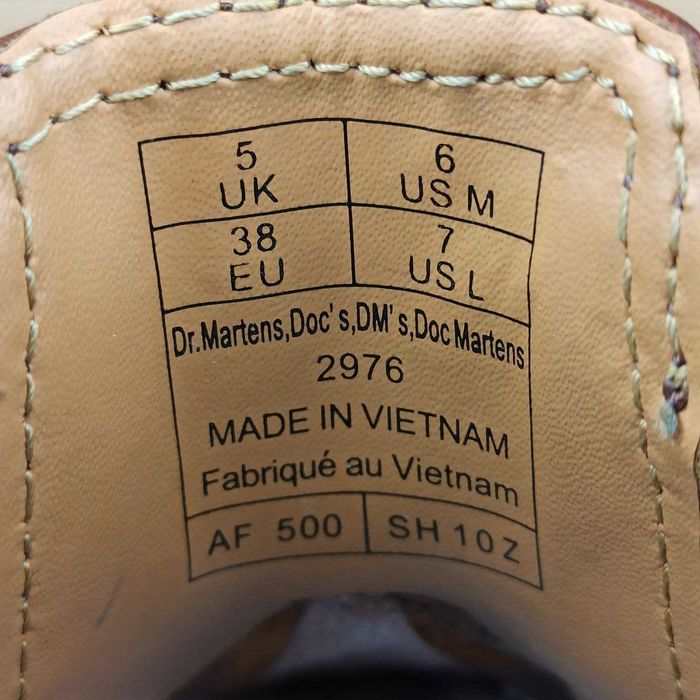 5 UK
6 US M
38 EU
7 US L
Dr.Martens,Doc's,DM's,Doc Martens
2976
MADE IN VIETNAM
Fabriqué au Vietnam
AF 500
SH 10Z